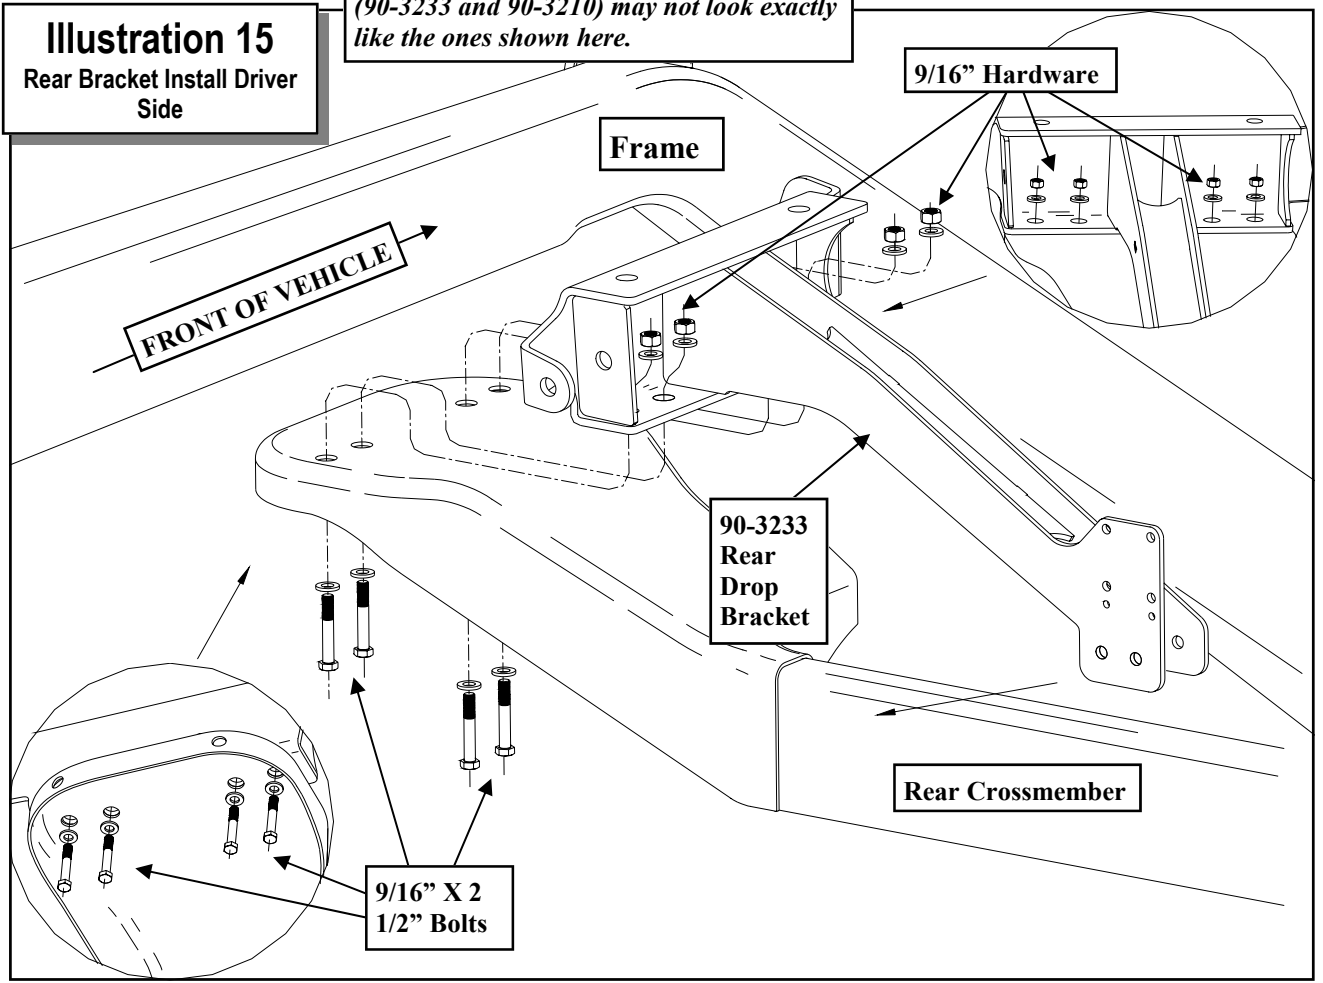 Illustration 15
Rear Bracket Install Driver
Side
(90-3233 and 90-3210) may not look exactly
like the ones shown here.
9/16” Hardware
Frame
FRONT OF VEHICLE
90-3233
Rear
Drop
Bracket
Rear Crossmember
9/16” X 2
1/2” Bolts